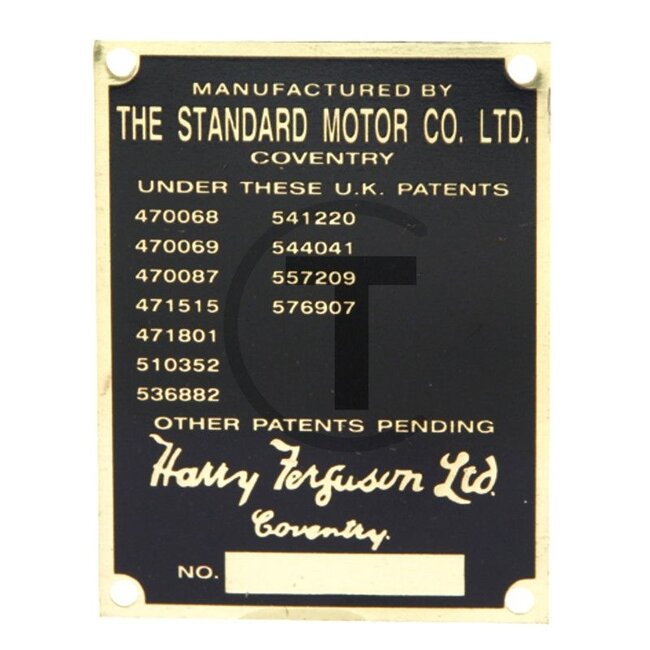 MANUFACTURED BY
THE STANDARD MOTOR CO. LTD.
COVENTRY
UNDER THESE U.K. PATENTS
470068 541220
470069 544041
470087 557209
471515 576907
471801
510352
536882
OTHER PATENTS PENDING
Harry Ferguson Ltd.
Coventry.
NO.